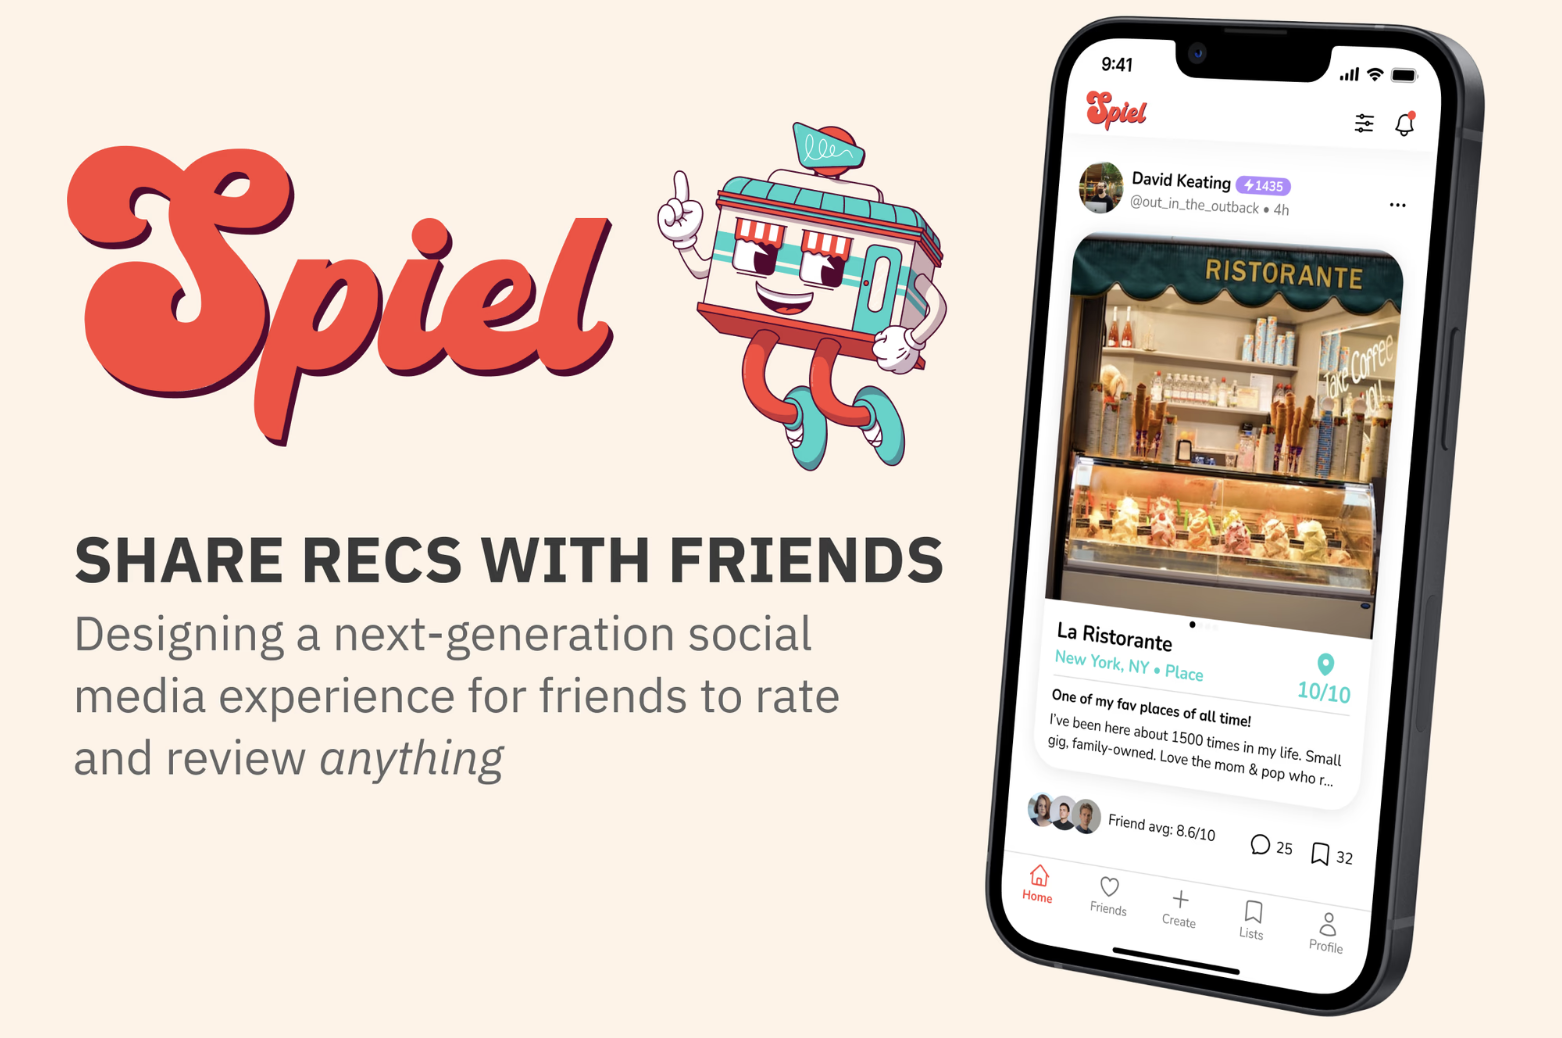 Spiel
SHARE RECS WITH FRIENDS
Designing a next-generation social
media experience for friends to rate
and review anything
9:41
Spiel
David Keating 1435
@out_in_the_outback • 4h
RISTORANTE
Take Coffee
you
La Ristorante
New York, NY • Place
10/10
One of my fav places of all time!
I've been here about 1500 times in my life. Small
gig, family-owned. Love the mom & pop who r...
Friend avg: 8.6/10
25
32
Home
Friends
Create
Lists
Profile